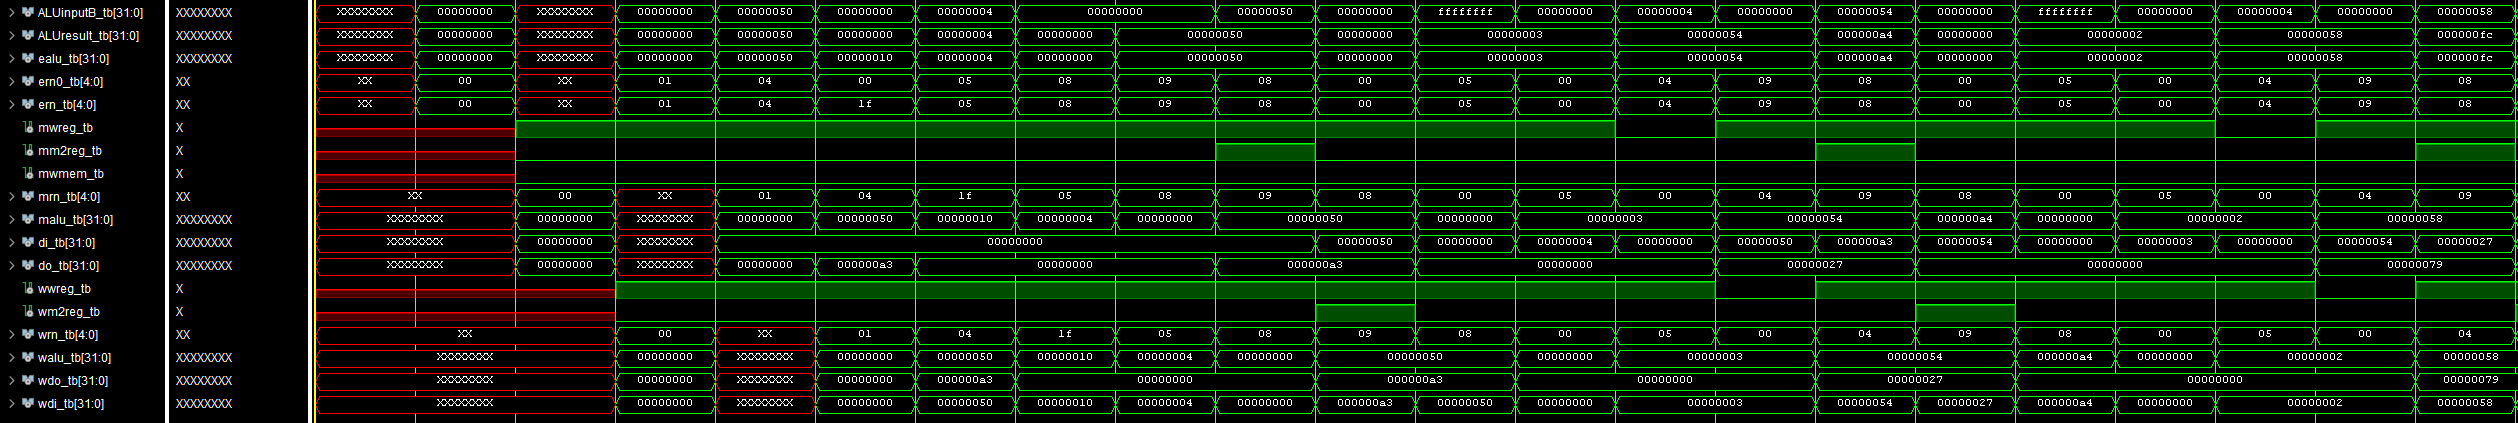 ALUinputB_tb[31:0] XXXXXXXX XXXXXXXX 00000000 XXXXXXXX 00000000 00000050 00000000 00000004 00000000 00000050 00000000 ffffffff 00000000 00000004 00000000 00000054 00000000 ffffffff 00000000 00000004 00000000 00000058
ALUresult_tb[31:0] XXXXXXXX XXXXXXXX 00000000 XXXXXXXX 00000000 00000050 00000000 00000004 00000000 00000050 00000000 00000003 00000054 000000a4 00000000 00000002 00000058 000000fc
ealu_tb[31:0] XXXXXXXX XXXXXXXX 00000000 XXXXXXXX 00000000 00000050 00000010 00000004 00000000 00000050 00000000 00000003 00000054 000000a4 00000000 00000002 00000058 000000fc
ern0_tb[4:0] XX XX 00 XX 01 04 00 05 08 09 08 00 05 00 04 09 08 00 05 00 04 09 08
ern_tb[4:0] XX XX 00 XX 01 04 1f 05 08 09 08 00 05 00 04 09 08 00 05 00 04 09 08
mwreg_tb X
mm2reg_tb X
mwmem_tb X
mrn_tb[4:0] XX XX 00 XX 01 04 1f 05 08 09 08 00 05 00 04 09 08 00 05 00 04 09
malu_tb[31:0] XXXXXXXX XXXXXXXX 00000000 XXXXXXXX 00000000 00000050 00000010 00000004 00000000 00000050 00000000 00000003 00000054 000000a4 00000000 00000002 00000058
di_tb[31:0] XXXXXXXX XXXXXXXX 00000000 XXXXXXXX 00000000 00000050 00000000 00000004 00000000 00000050 000000a3 00000054 00000000 00000003 00000000 00000054 00000027
do_tb[31:0] XXXXXXXX XXXXXXXX 00000000 XXXXXXXX 00000000 000000a3 00000000 000000a3 00000000 00000027 00000000 00000079
wwreg_tb X
wm2reg_tb X
wrn_tb[4:0] XX XX 00 XX 01 04 1f 05 08 09 08 00 05 00 04 09 08 00 05 00 04
walu_tb[31:0] XXXXXXXX XXXXXXXX 00000000 XXXXXXXX 00000000 00000050 00000010 00000004 00000000 00000050 00000000 00000003 00000054 000000a4 00000000 00000002 00000058
wdo_tb[31:0] XXXXXXXX XXXXXXXX 00000000 XXXXXXXX 00000000 000000a3 00000000 000000a3 00000000 00000027 00000000 00000079
wdi_tb[31:0] XXXXXXXX XXXXXXXX 00000000 XXXXXXXX 00000000 00000050 00000010 00000004 00000000 000000a3 00000050 00000000 00000003 00000054 00000027 000000a4 00000000 00000002 00000058